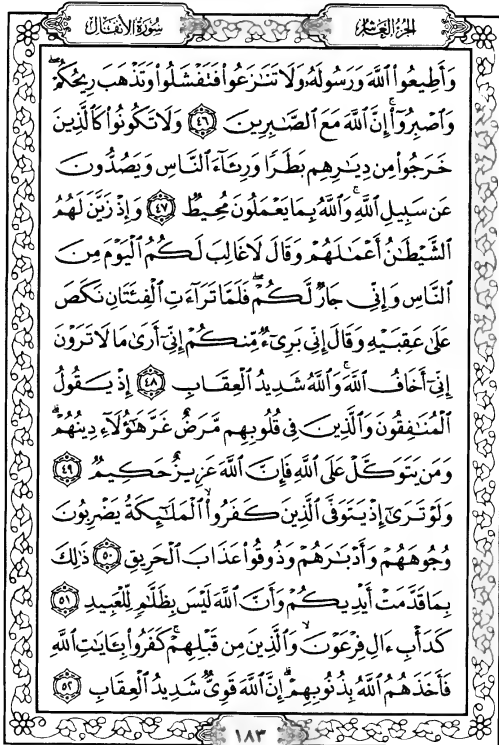 الجزء العاشر
سورة الأنفال
وَأَطِيعُوا۟ ٱللَّهَ وَرَسُولَهُۥ وَلَا تَنَـٰزَعُوا۟ فَتَفْشَلُوا۟ وَتَذْهَبَ رِيحُكُمْ ۖ
وَٱصْبِرُوٓا۟ ۚ إِنَّ ٱللَّهَ مَعَ ٱلصَّـٰبِرِينَ ٤٦ وَلَا تَكُونُوا۟ كَٱلَّذِينَ
خَرَجُوا۟ مِن دِيَـٰرِهِم بَطَرًا وَرِئَآءَ ٱلنَّاسِ وَيَصُدُّونَ
عَن سَبِيلِ ٱللَّهِ ۚ وَٱللَّهُ بِمَا يَعْمَلُونَ مُحِيطٌ ٤٧ وَإِذْ زَيَّنَ لَهُمُ
ٱلشَّيْطَـٰنُ أَعْمَـٰلَهُمْ وَقَالَ لَا غَالِبَ لَكُمُ ٱلْيَوْمَ مِنَ
ٱلنَّاسِ وَإِنِّى جَارٌ لَّكُمْ ۖ فَلَمَّا تَرَآءَتِ ٱلْفِئَتَانِ نَكَصَ
عَلَىٰ عَقِبَيْهِ وَقَالَ إِنِّى بَرِىٓءٌ مِّنكُمْ إِنِّىٓ أَرَىٰ مَا لَا تَرَوْنَ
إِنِّىٓ أَخَافُ ٱللَّهَ ۚ وَٱللَّهُ شَدِيدُ ٱلْعِقَابِ ٤٨ إِذْ يَقُولُ
ٱلْمُنَـٰفِقُونَ وَٱلَّذِينَ فِى قُلُوبِهِم مَّرَضٌ غَرَّ هَـٰٓؤُلَآءِ دِينُهُمْ ۗ
وَمَن يَتَوَكَّلْ عَلَى ٱللَّهِ فَإِنَّ ٱللَّهَ عَزِيزٌ حَكِيمٌ ٤٩
وَلَوْ تَرَىٰٓ إِذْ يَتَوَفَّى ٱلَّذِينَ كَفَرُوا۟ ۙ ٱلْمَلَـٰٓئِكَةُ يَضْرِبُونَ
وُجُوهَهُمْ وَأَدْبَـٰرَهُمْ وَذُوقُوا۟ عَذَابَ ٱلْحَرِيقِ ٥٠ ذَٰلِكَ
بِمَا قَدَّمَتْ أَيْدِيكُمْ وَأَنَّ ٱللَّهَ لَيْسَ بِظَلَّـٰمٍ لِّلْعَبِيدِ ٥١
كَدَأْبِ ءَالِ فِرْعَوْنَ ۙ وَٱلَّذِينَ مِن قَبْلِهِمْ ۚ كَفَرُوا۟ بِـَٔايَـٰتِ ٱللَّهِ
فَأَخَذَهُمُ ٱللَّهُ بِذُنُوبِهِمْ ۗ إِنَّ ٱللَّهَ قَوِىٌّ شَدِيدُ ٱلْعِقَابِ ٥٢
١٨٣